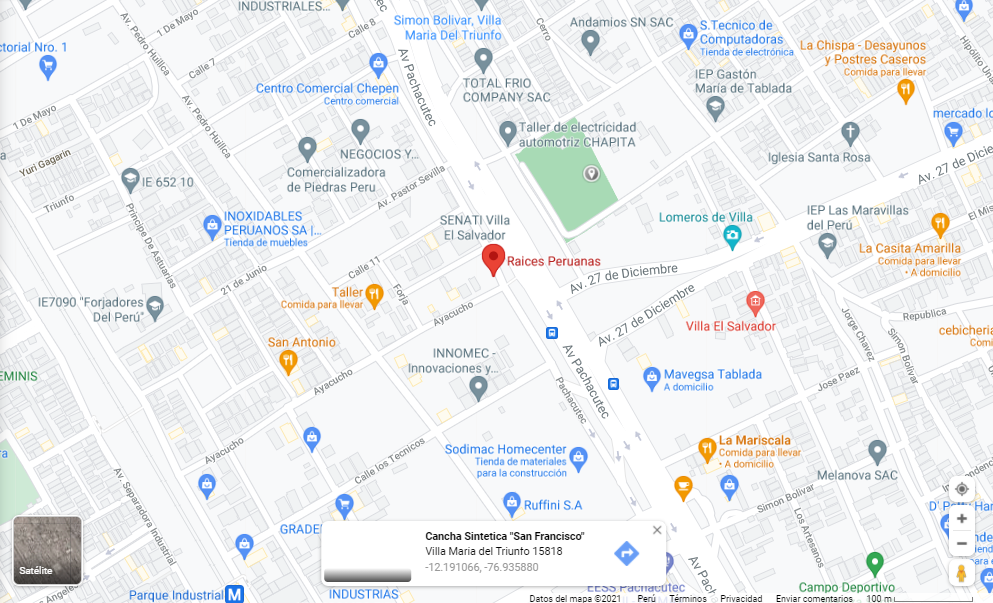 INDUSTRIALES...
Simon Bolivar, Villa
Maria Del Triunfo
Andamios SN SAC
S.Tecnico de
Computadoras
Tienda de electrónica
La Chispa - Desayunos
y Postres Caseros
Comida para llevar
1 De Mayo
Calle 8
Av. Pedro Huillca
Calle 7
Av Pachacutec
ctorial Nro. 1
Centro Comercial Chepen
Centro comercial
TOTAL FRIO
COMPANY SAC
IEP Gastón
María de Tablada
Hipólito Unan
mercado lo
1 De Mayo
Yuri Gagarin
Av. Pedro Huillca
NEGOCIOS Y...
Comercializadora
de Piedras Peru
Taller de electricidad
automotriz CHAPITA
Iglesia Santa Rosa
Av. 27 de Dicie
IE 652 10
Triunfo
Av. Pastor Sevilla
Principe De Asturias
INOXIDABLES
PERUANOS SA |...
Tienda de muebles
SENATI Villa
El Salvador
Raices Peruanas
Lomeros de Villa
IEP Las Maravillas
del Perú
El Mis
La Casita Amarilla
Comida para llevar
• A domicilio
21 de Junio
Calle 11
Forja
Av. 27 de Diciembre
Taller
Comida para llevar
IE7090 "Forjadores
Del Perú"
Ayacucho
Av. 27 de Diciembre
Villa El Salvador
Republica
Jorge Chavez
Simon Bolivar
cebicheria
Comi
San Antonio
EMINIS
Ayacucho
INNOMEC -
Innovaciones y...
Av Pachacutec
Pachacutec
Mavegsa Tablada
A domicilio
Jose Paez
Ayacucho
Calle los Tecnicos
ra
Sodimac Homecenter
Tienda de materiales
para la construcción
La Mariscala
Comida para llevar
• A domicilio
Melanova SAC
Av. Separadora Industrial
Ruffini S.A
Simon Bolivar
Los Artesanos
GRADE
Cancha Sintetica "San Francisco"
Villa Maria del Triunfo 15818
-12.191066, -76.935880
Satélite
EESS Pachacutec
Campo Deportivo
Parque Industrial
M
INDUSTRIAS
Datos del mapa ©2021
Perú
Términos
Privacidad
Enviar comentarios
100 m